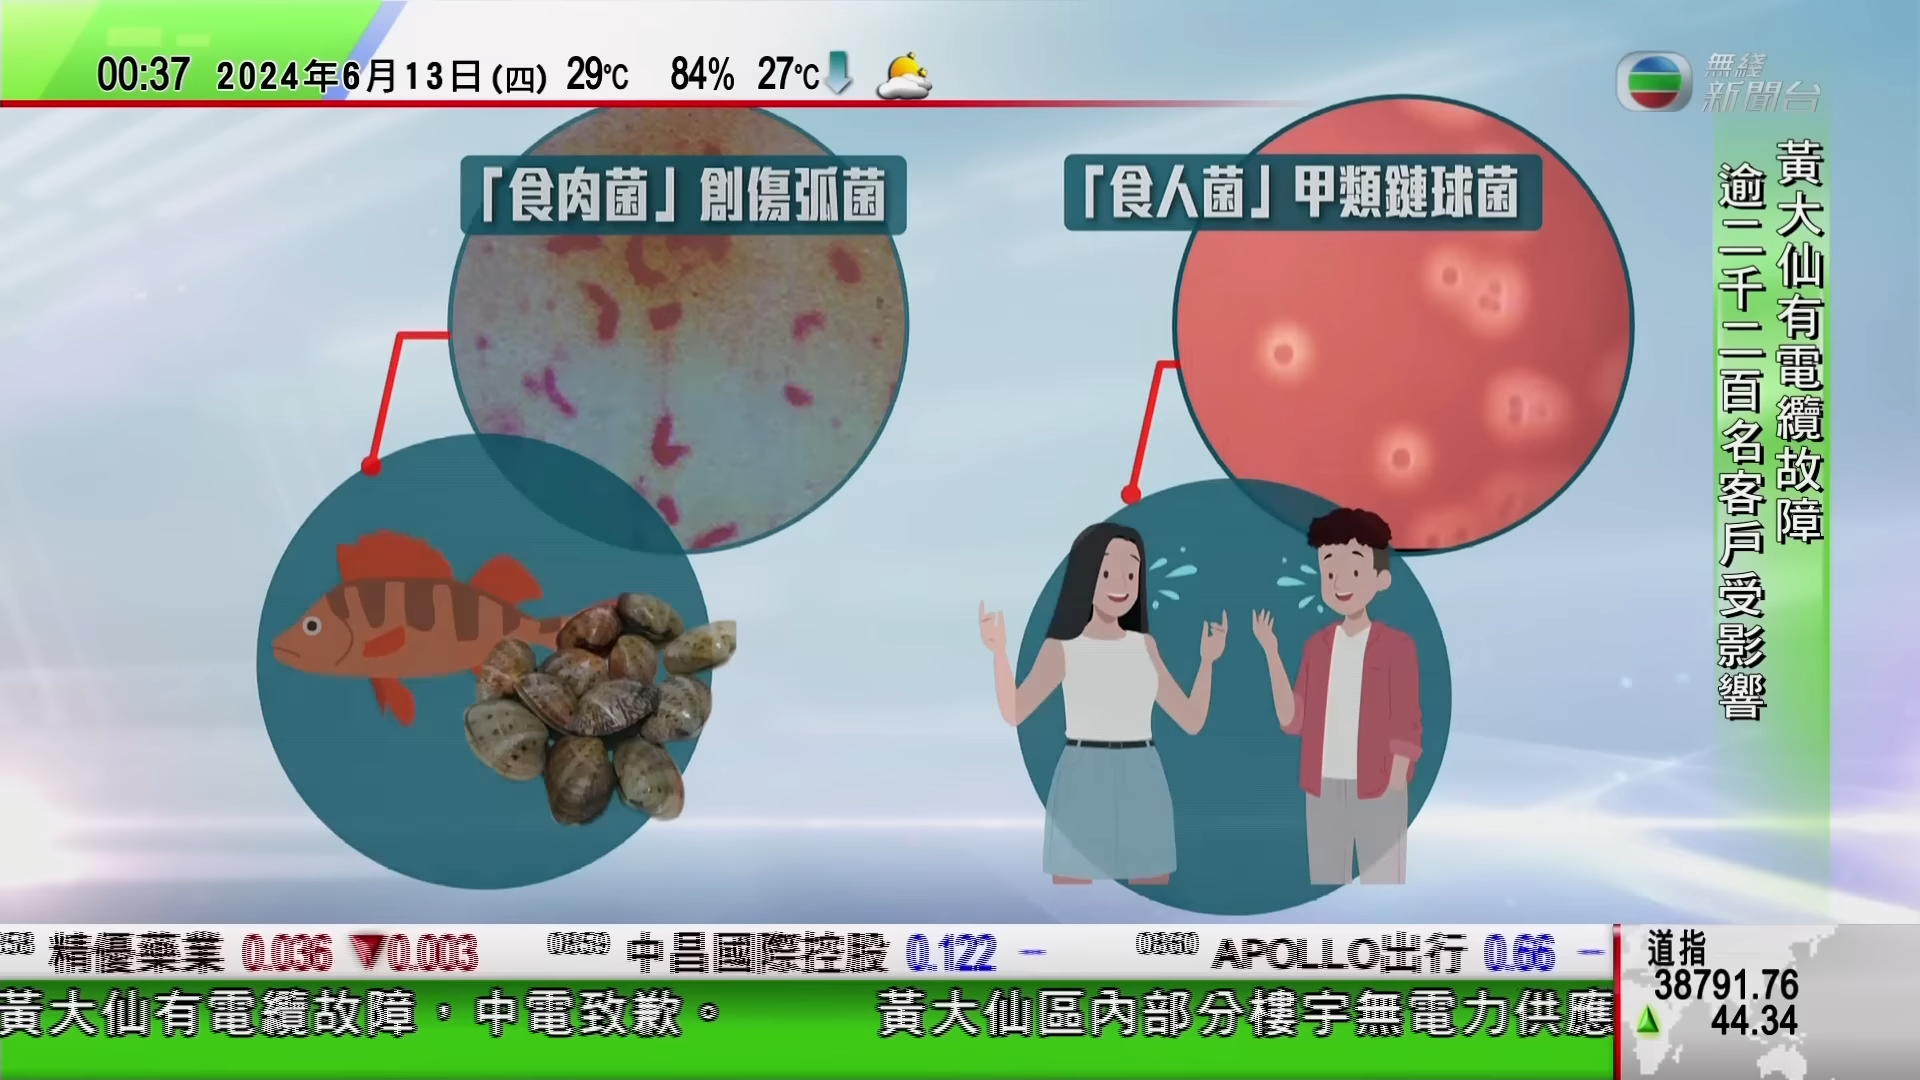 00:37 2024年6月13日(四) 29°C 84% 27°C
無綫
新聞台
「食肉菌」創傷弧菌
「食人菌」甲類鏈球菌
黃大仙有電纜故障
逾二千二百名客戶受影響
858 精優藥業 0.036 ▼0.003 0859 中昌國際控股 0.122 – 0860 APOLLO出行 0.66 –
黃大仙有電纜故障,中電致歉。 黃大仙區內部分樓宇無電力供應
道指
38791.76
▲ 44.34